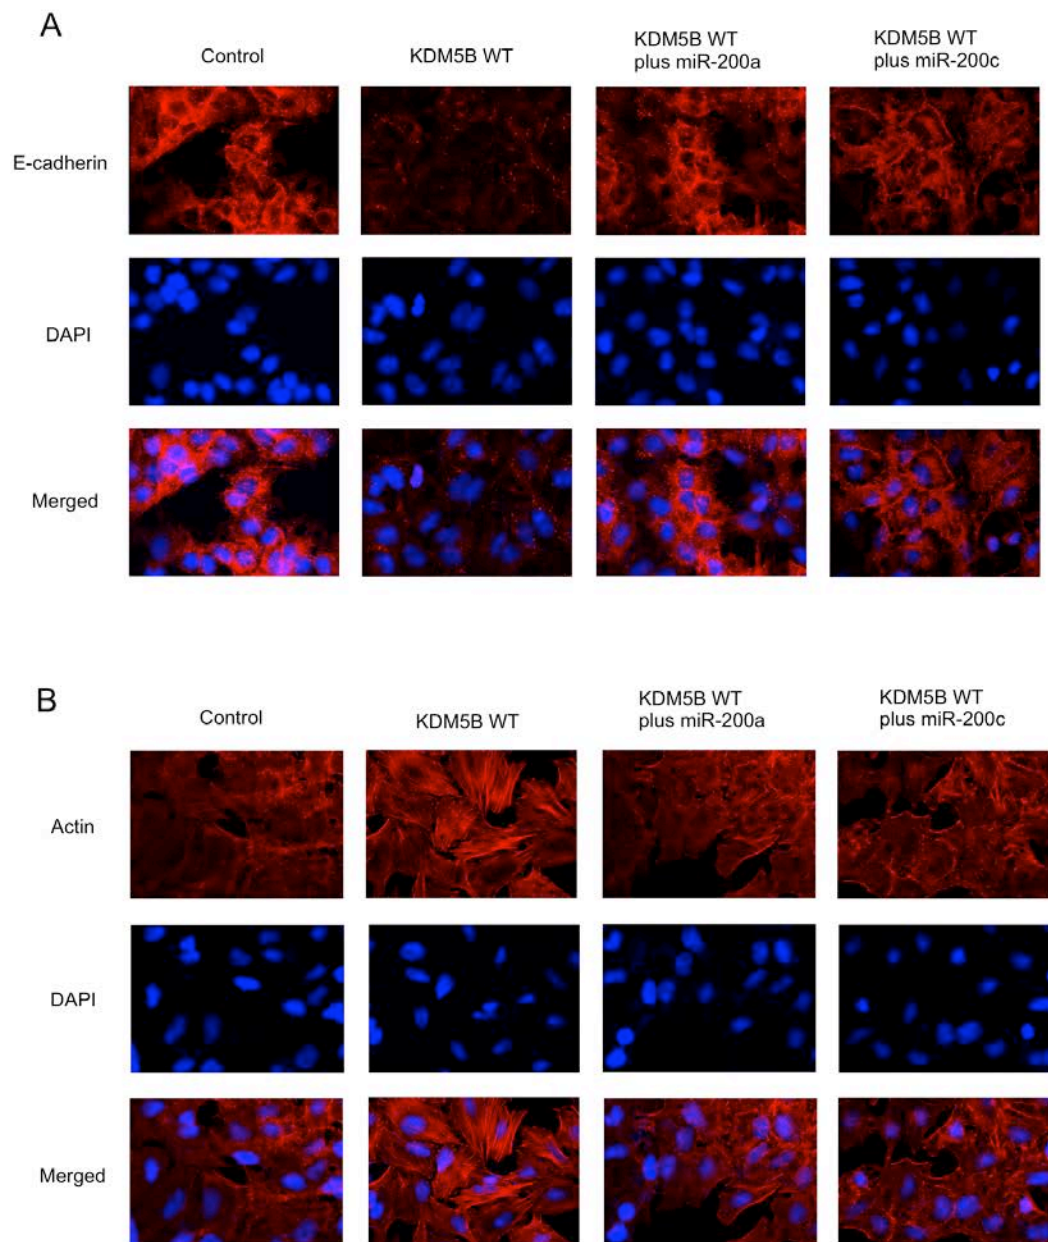 A
Control
KDM5B WT
KDM5B WT
plus miR-200a
KDM5B WT
plus miR-200c
E-cadherin
DAPI
Merged
B
Control
KDM5B WT
KDM5B WT
plus miR-200a
KDM5B WT
plus miR-200c
Actin
DAPI
Merged